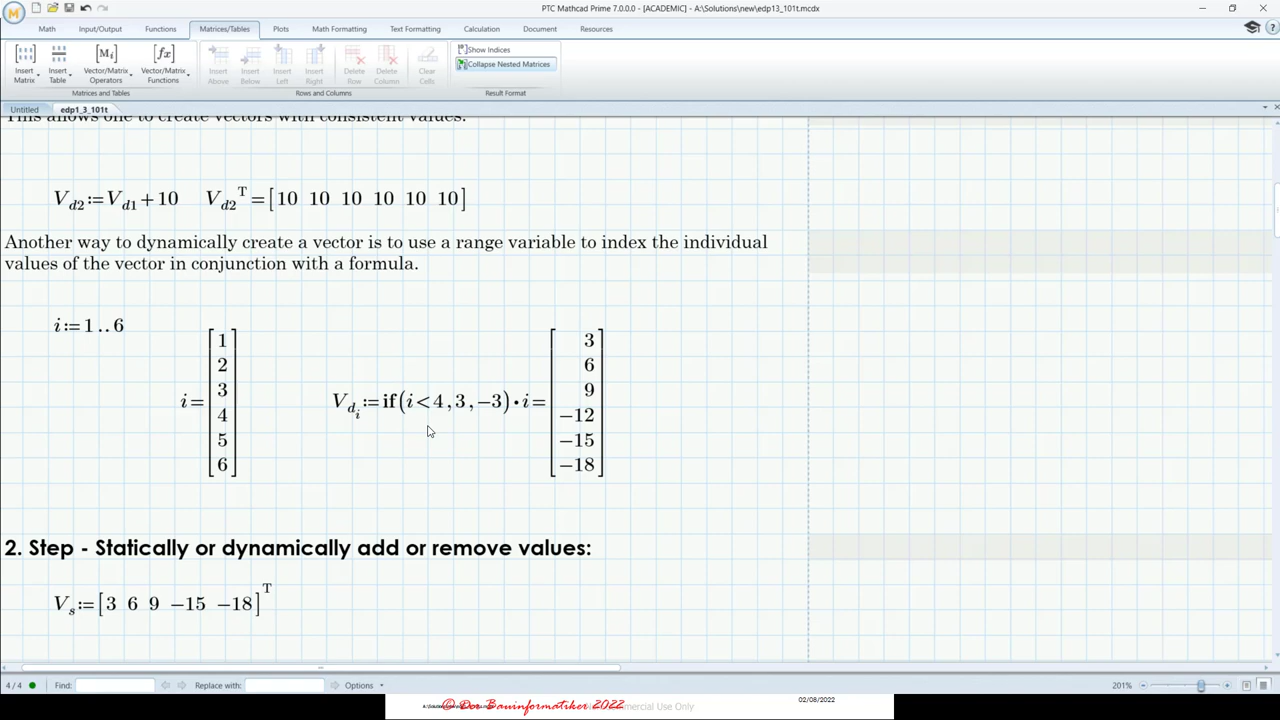 PTC Mathcad Prime 7.0.0.0 - [ACADEMIC] - A:\Solutions\new\edp13_101t.mcdx
Math Input/Output Functions Matrices/Tables Plots Math Formatting Text Formatting Calculation Document Resources
Insert Matrix
Insert Table
Vector/Matrix Operators
Vector/Matrix Functions
Insert Above
Insert Below
Insert Left
Insert Right
Delete Row
Delete Column
Clear Cells
Show Indices
Collapse Nested Matrices
Matrices and Tables Rows and Columns Result Format
Untitled edp1_3_101t
This allows one to create vectors with consistent values.
V_d2:=V_d1+10 V_d2^T=[10 10 10 10 10 10]
Another way to dynamically create a vector is to use a range variable to index the individual
values of the vector in conjunction with a formula.
i:=1..6
i=[1 2 3 4 5 6]
V_d_i:=if(i<4,3,−3)•i=[3 6 9 −12 −15 −18]
2. Step - Statically or dynamically add or remove values:
V_s:=[3 6 9 −15 −18]^T
4/4 Find: Replace with: Options 201%
© Der Bauinformatiker 2022
Commercial Use Only
02/08/2022